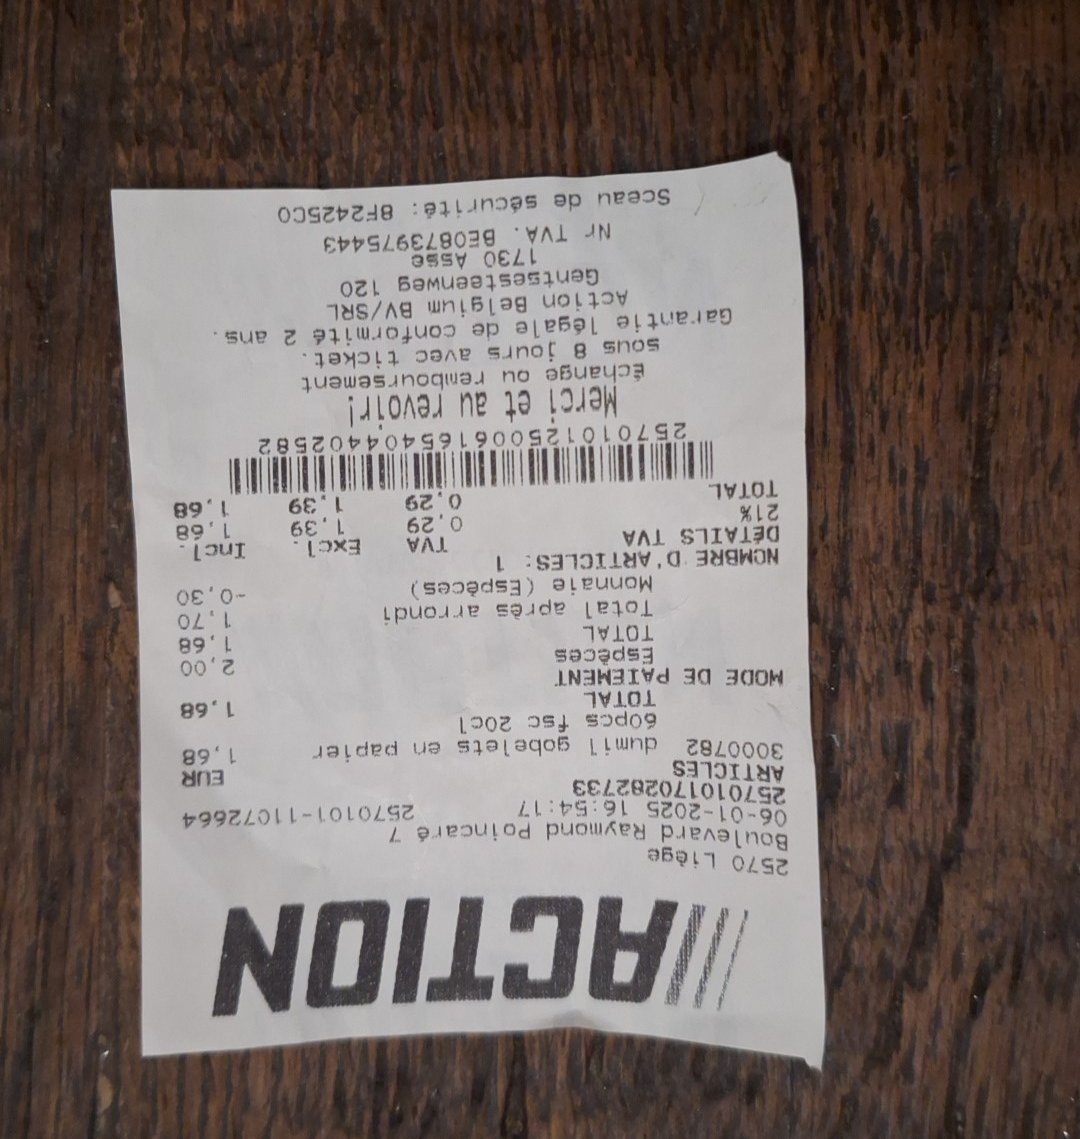 ACTION
2570 Liège
Boulevard Raymond Poincaré 7
06-01-2025 16:54:17 2570101-11C72664
2570101170282733
ARTICLES EUR
3000782 dumil gobelets en papier 1,68
60pcs fsc 20cl
TOTAL 1,68
MODE DE PAIEMENT
Espèces 2,00
TOTAL 1,68
Total après arrondi 1,70
Monnaie (Espèces) -0,30
NOMBRE D'ARTICLES: 1
DÉTAILS TVA TVA Excl. Incl.
21% 0,29 1,39 1,68
TOTAL 0,29 1,39 1,68
257010125006165404402582
Merci et au revoir!
Échange ou remboursement
sous 8 jours avec ticket.
Garantie légale de conformité 2 ans.
Action Belgium BV/SRL
Gentsesteenweg 120
1730 Asse
Nr TVA. BE0873975443
Sceau de sécurité: 8F2425C0